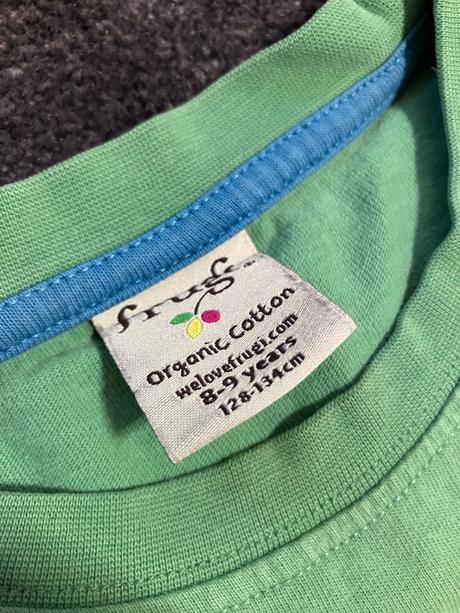 frugi
Organic Cotton
welovefrugi.com
8-9 years
128-134cm